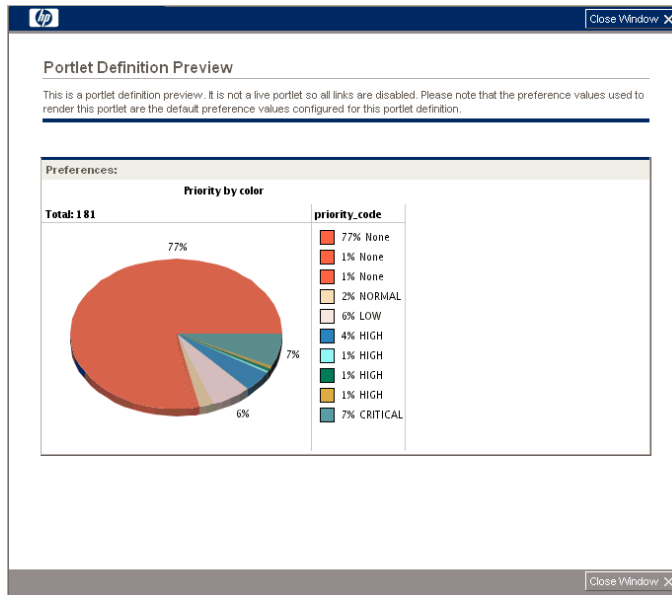 hp
Close Window X
Portlet Definition Preview
This is a portlet definition preview. It is not a live portlet so all links are disabled. Please note that the preference values used to
render this portlet are the default preference values configured for this portlet definition.
Preferences:
Priority by color
Total: 181
priority_code
77%
7%
6%
77% None
1% None
1% None
2% NORMAL
6% LOW
4% HIGH
1% HIGH
1% HIGH
1% HIGH
7% CRITICAL
Close Window X